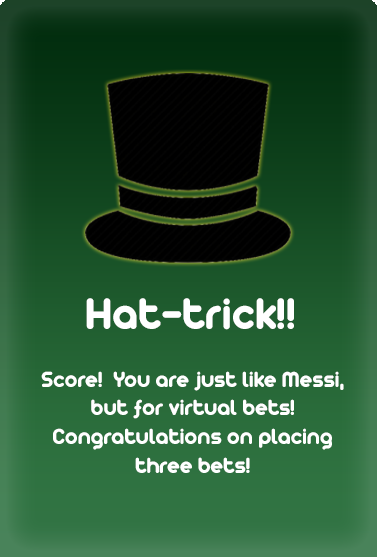 Hat-trick!!
Score!  You are just like Messi,
but for virtual bets!
Congratulations on placing
three bets!